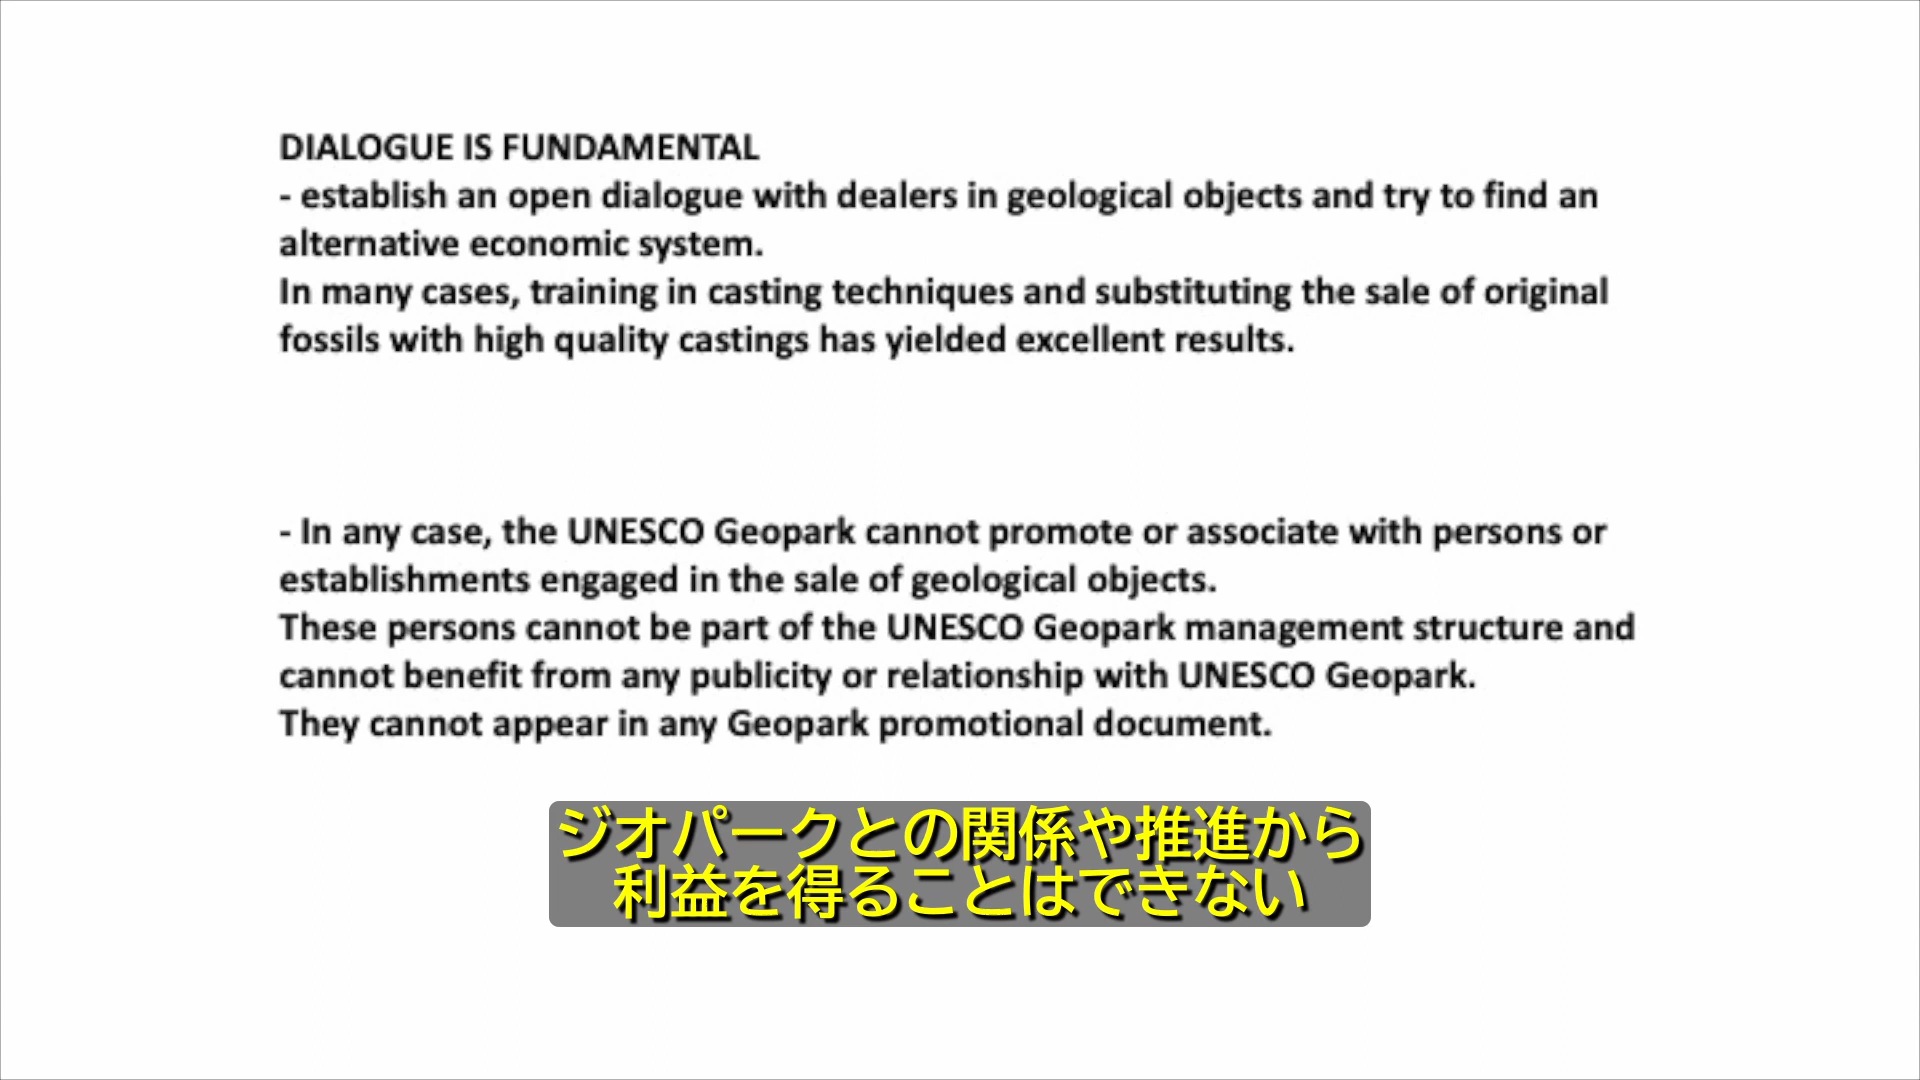 DIALOGUE IS FUNDAMENTAL
- establish an open dialogue with dealers in geological objects and try to find an
alternative economic system.
In many cases, training in casting techniques and substituting the sale of original
fossils with high quality castings has yielded excellent results.
- In any case, the UNESCO Geopark cannot promote or associate with persons or
establishments engaged in the sale of geological objects.
These persons cannot be part of the UNESCO Geopark management structure and
cannot benefit from any publicity or relationship with UNESCO Geopark.
They cannot appear in any Geopark promotional document.
ジオパークとの関係や推進から
利益を得ることはできない